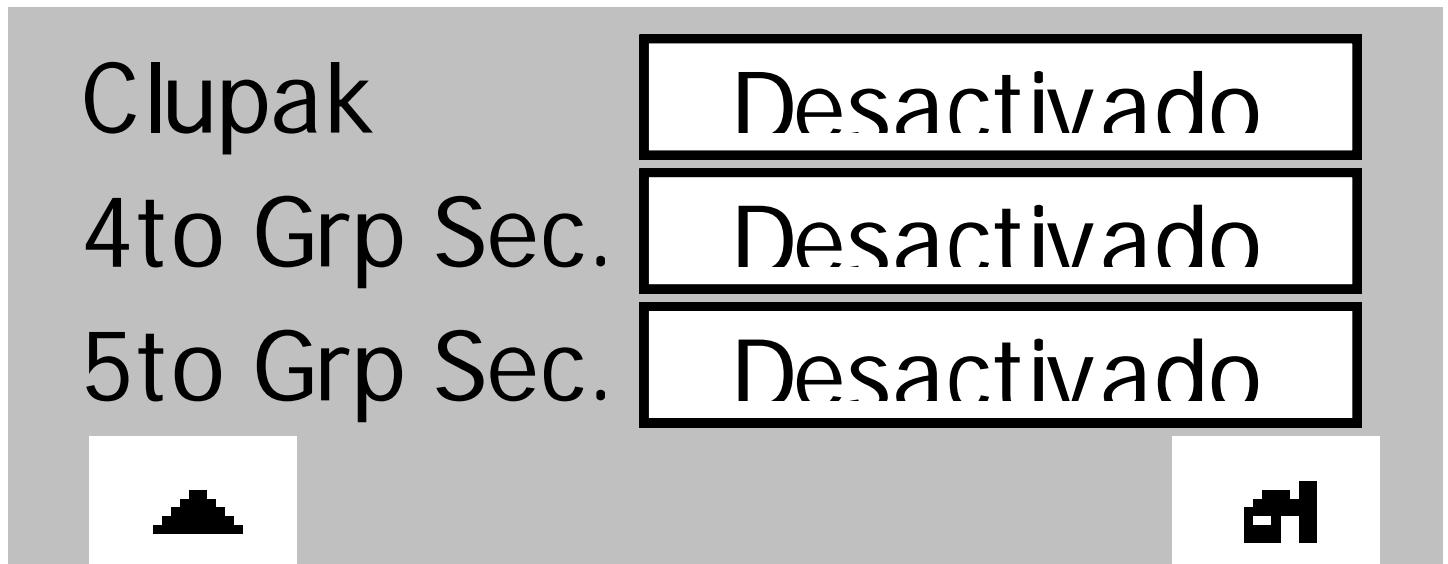 Clupak Desactivado
4to Grp Sec. Desactivado
5to Grp Sec. Desactivado